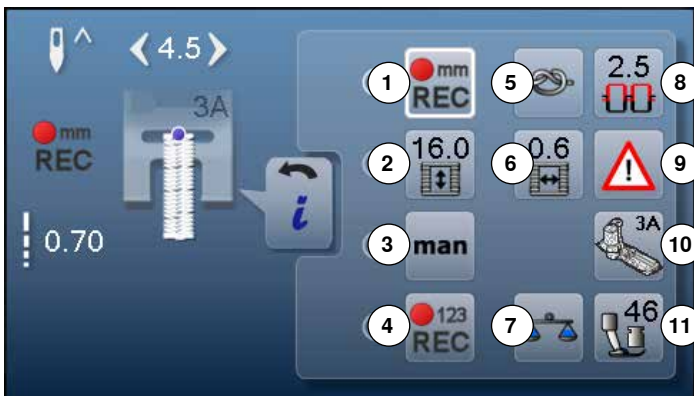 ^ < 4.5 >
3A
mm
REC
0.70
i
1 mm REC
5
2.5 8
2 16.0
6 0.6
9
3 man
3A
10
4 123 REC
7
46 11